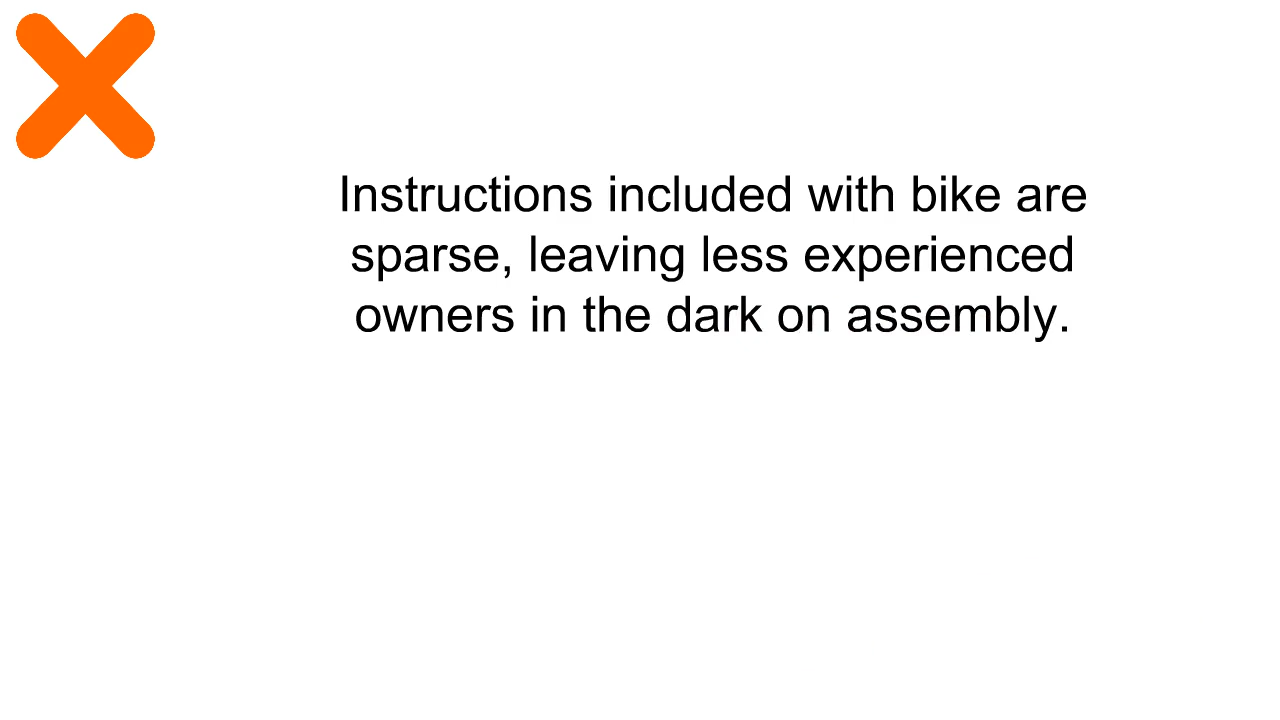 Instructions included with bike are
sparse, leaving less experienced
owners in the dark on assembly.